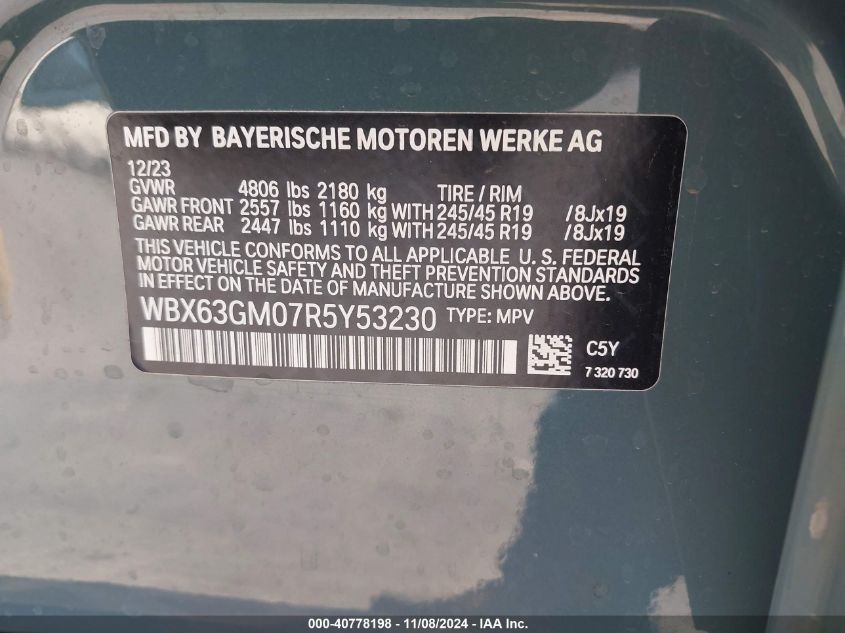 MFD BY BAYERISCHE MOTOREN WERKE AG
12/23
GVWR 4806 lbs 2180 kg TIRE / RIM
GAWR FRONT 2557 lbs 1160 kg WITH 245/45 R19 /8Jx19
GAWR REAR 2447 lbs 1110 kg WITH 245/45 R19 /8Jx19
THIS VEHICLE CONFORMS TO ALL APPLICABLE U. S. FEDERAL
MOTOR VEHICLE SAFETY AND THEFT PREVENTION STANDARDS
IN EFFECT ON THE DATE OF MANUFACTURE SHOWN ABOVE.
WBX63GM07R5Y53230 TYPE: MPV
C5Y
7 320 730
000-40778198 - 11/08/2024 - IAA Inc.